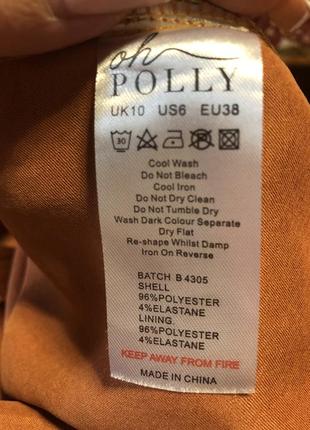 oh
POLLY
UK10 US6 EU38
30
Cool Wash
Do Not Bleach
Cool Iron
Do Not Dry Clean
Do Not Tumble Dry
Wash Dark Colour Separate
Dry Flat
Re-shape Whilst Damp
Iron On Reverse
BATCH B 4305
SHELL
96%POLYESTER
4%ELASTANE
LINING.
96%POLYESTER
4%ELASTANE
KEEP AWAY FROM FIRE
MADE IN CHINA